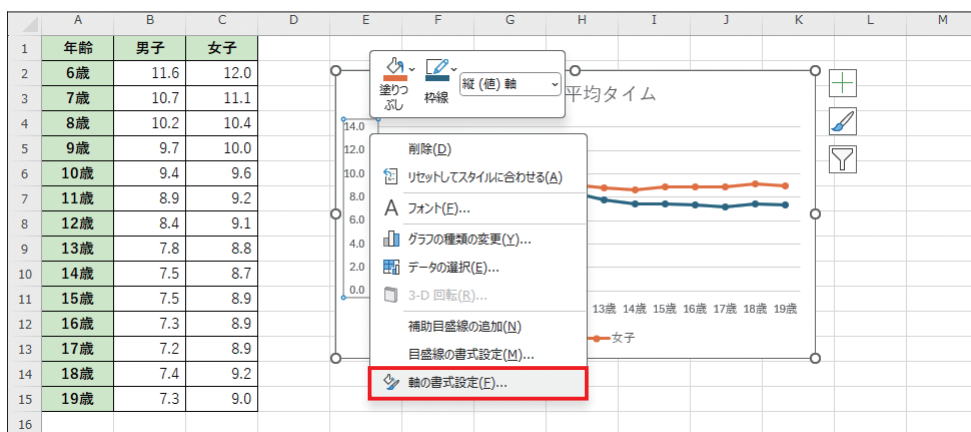 A B C D E F G H I J K L M
1 年齢 男子 女子
2 6歳 11.6 12.0
3 7歳 10.7 11.1
4 8歳 10.2 10.4
5 9歳 9.7 10.0
6 10歳 9.4 9.6
7 11歳 8.9 9.2
8 12歳 8.4 9.1
9 13歳 7.8 8.8
10 14歳 7.5 8.7
11 15歳 7.5 8.9
12 16歳 7.3 8.9
13 17歳 7.2 8.9
14 18歳 7.4 9.2
15 19歳 7.3 9.0
16
塗りつ
ぶし
枠線
縦 (値) 軸
平均タイム
14.0
12.0
10.0
8.0
6.0
4.0
2.0
0.0
削除(D)
リセットしてスタイルに合わせる(A)
フォント(F)...
グラフの種類の変更(Y)...
データの選択(E)...
3-D 回転(R)...
補助目盛線の追加(N)
目盛線の書式設定(M)...
軸の書式設定(F)...
13歳 14歳 15歳 16歳 17歳 18歳 19歳
女子